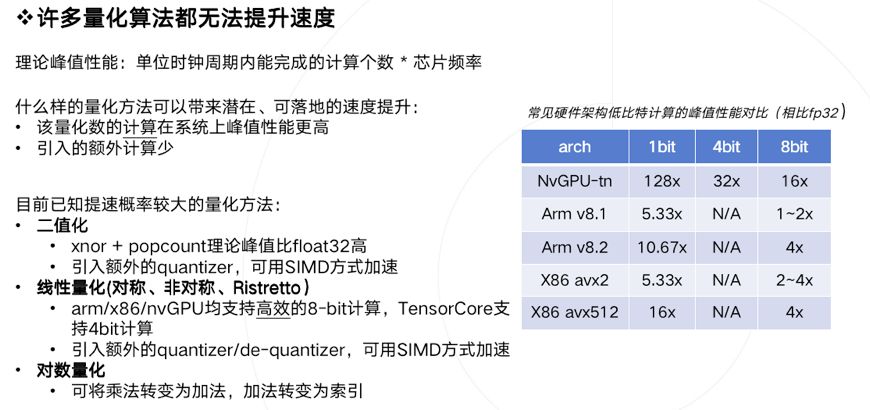 ❖许多量化算法都无法提升速度
理论峰值性能：单位时钟周期内能完成的计算个数 * 芯片频率
什么样的量化方法可以带来潜在、可落地的速度提升：
• 该量化数的计算在系统上峰值性能更高
• 引入的额外计算少
目前已知提速概率较大的量化方法：
• 二值化
• xnor + popcount理论峰值比float32高
• 引入额外的quantizer，可用SIMD方式加速
• 线性量化(对称、非对称、Ristretto）
• arm/x86/nvGPU均支持高效的8-bit计算，TensorCore支
持4bit计算
• 引入额外的quantizer/de-quantizer，可用SIMD方式加速
• 对数量化
• 可将乘法转变为加法，加法转变为索引
常见硬件架构低比特计算的峰值性能对比（相比fp32）
arch 1bit 4bit 8bit
NvGPU-tn 128x 32x 16x
Arm v8.1 5.33x N/A 1~2x
Arm v8.2 10.67x N/A 4x
X86 avx2 5.33x N/A 2~4x
X86 avx512 16x N/A 4x